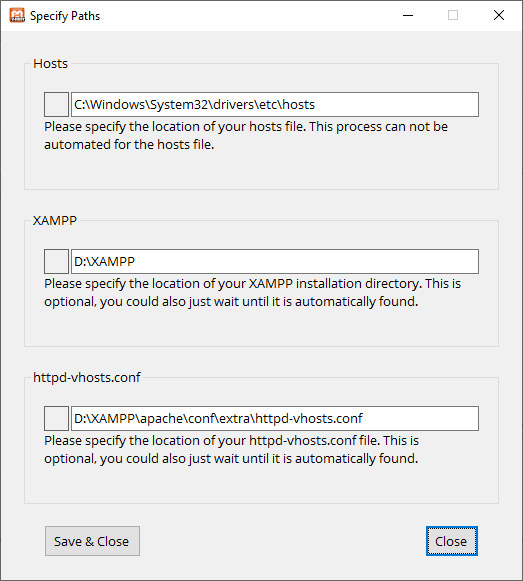 Specify Paths
Hosts
C:\Windows\System32\drivers\etc\hosts
Please specify the location of your hosts file. This process can not be
automated for the hosts file.
XAMPP
D:\XAMPP
Please specify the location of your XAMPP installation directory. This is
optional, you could also just wait until it is automatically found.
httpd-vhosts.conf
D:\XAMPP\apache\conf\extra\httpd-vhosts.conf
Please specify the location of your httpd-vhosts.conf file. This is
optional, you could also just wait until it is automatically found.
Save & Close
Close